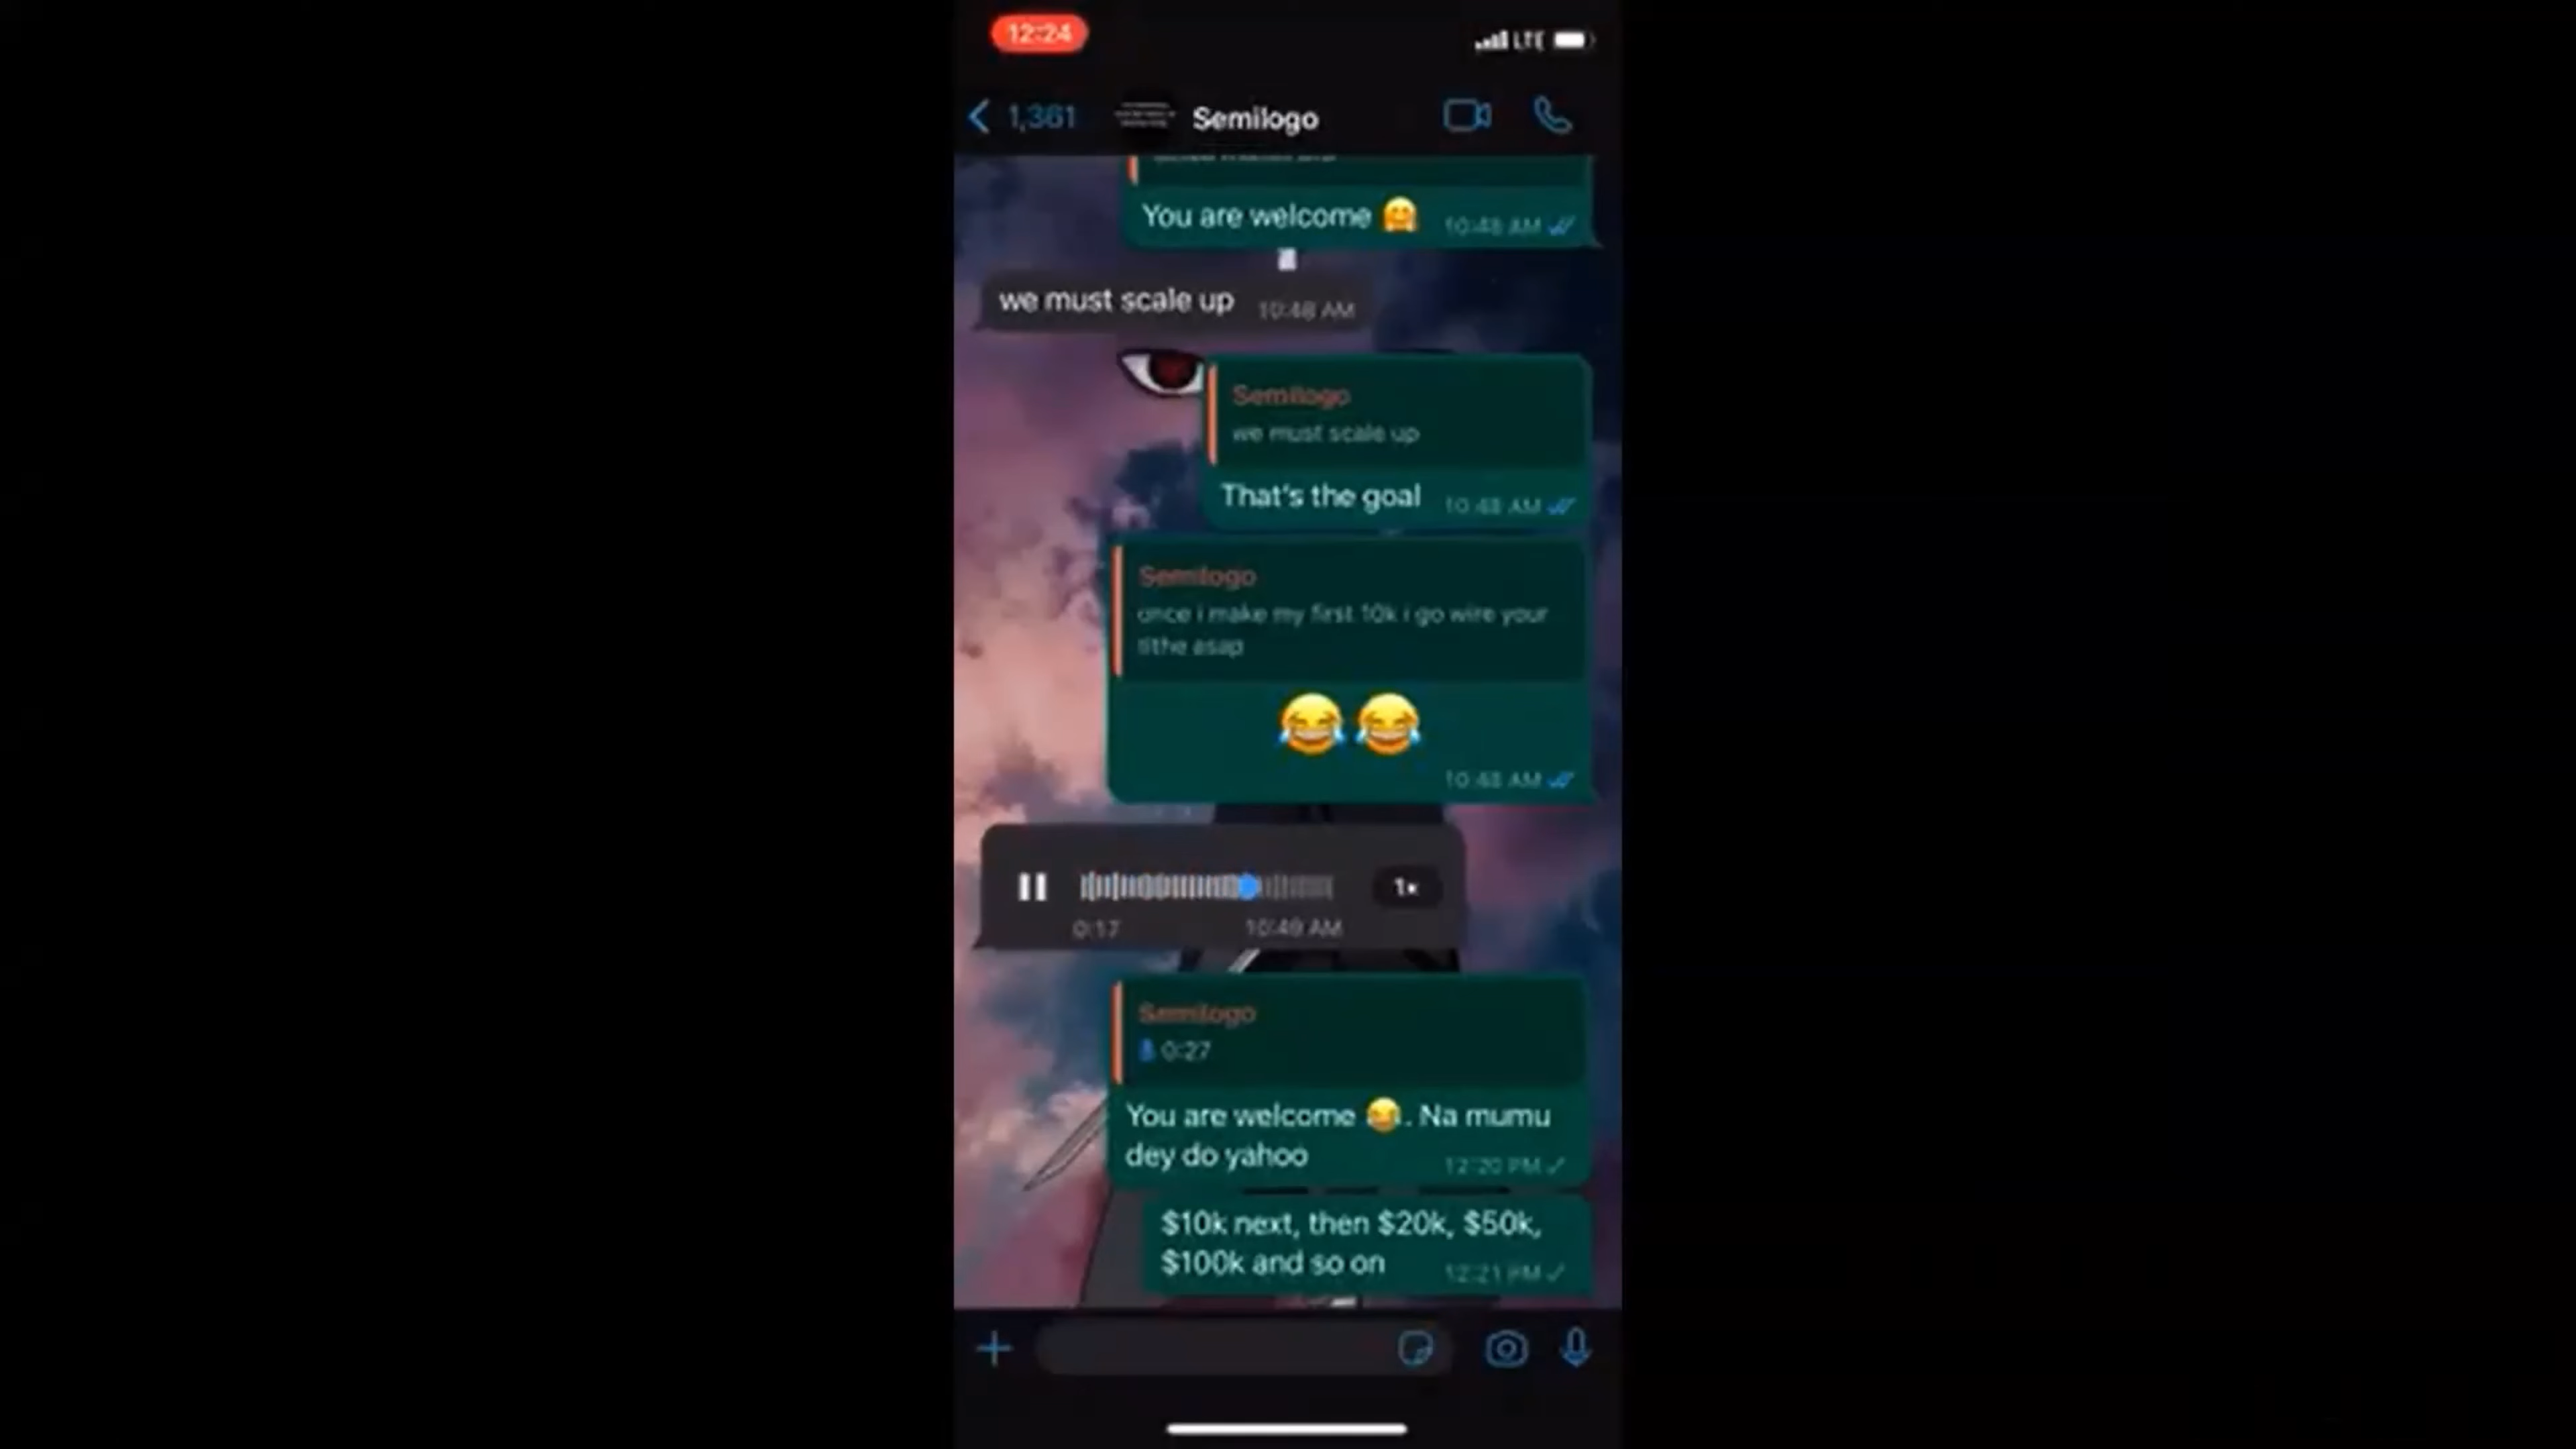 12:24
LTE
1,361
Semilogo
You are welcome 🤗 10:48 AM
we must scale up 10:48 AM
Semilogo
we must scale up
That's the goal 10:48 AM
Semilogo
once i make my first 10k i go wire your
tithe asap
😂😂
10:48 AM
1x
0:17 10:49 AM
Semilogo
0:27
You are welcome 😂. Na mumu
dey do yahoo 12:20 PM
$10k next, then $20k, $50k,
$100k and so on 12:21 PM